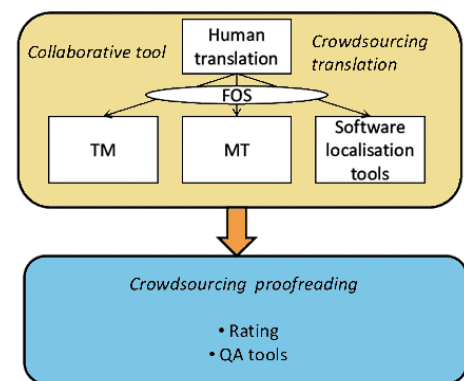 Collaborative tool
Human
translation
Crowdsourcing
translation
FOS
TM
MT
Software
localisation
tools
Crowdsourcing proofreading
• Rating
• QA tools